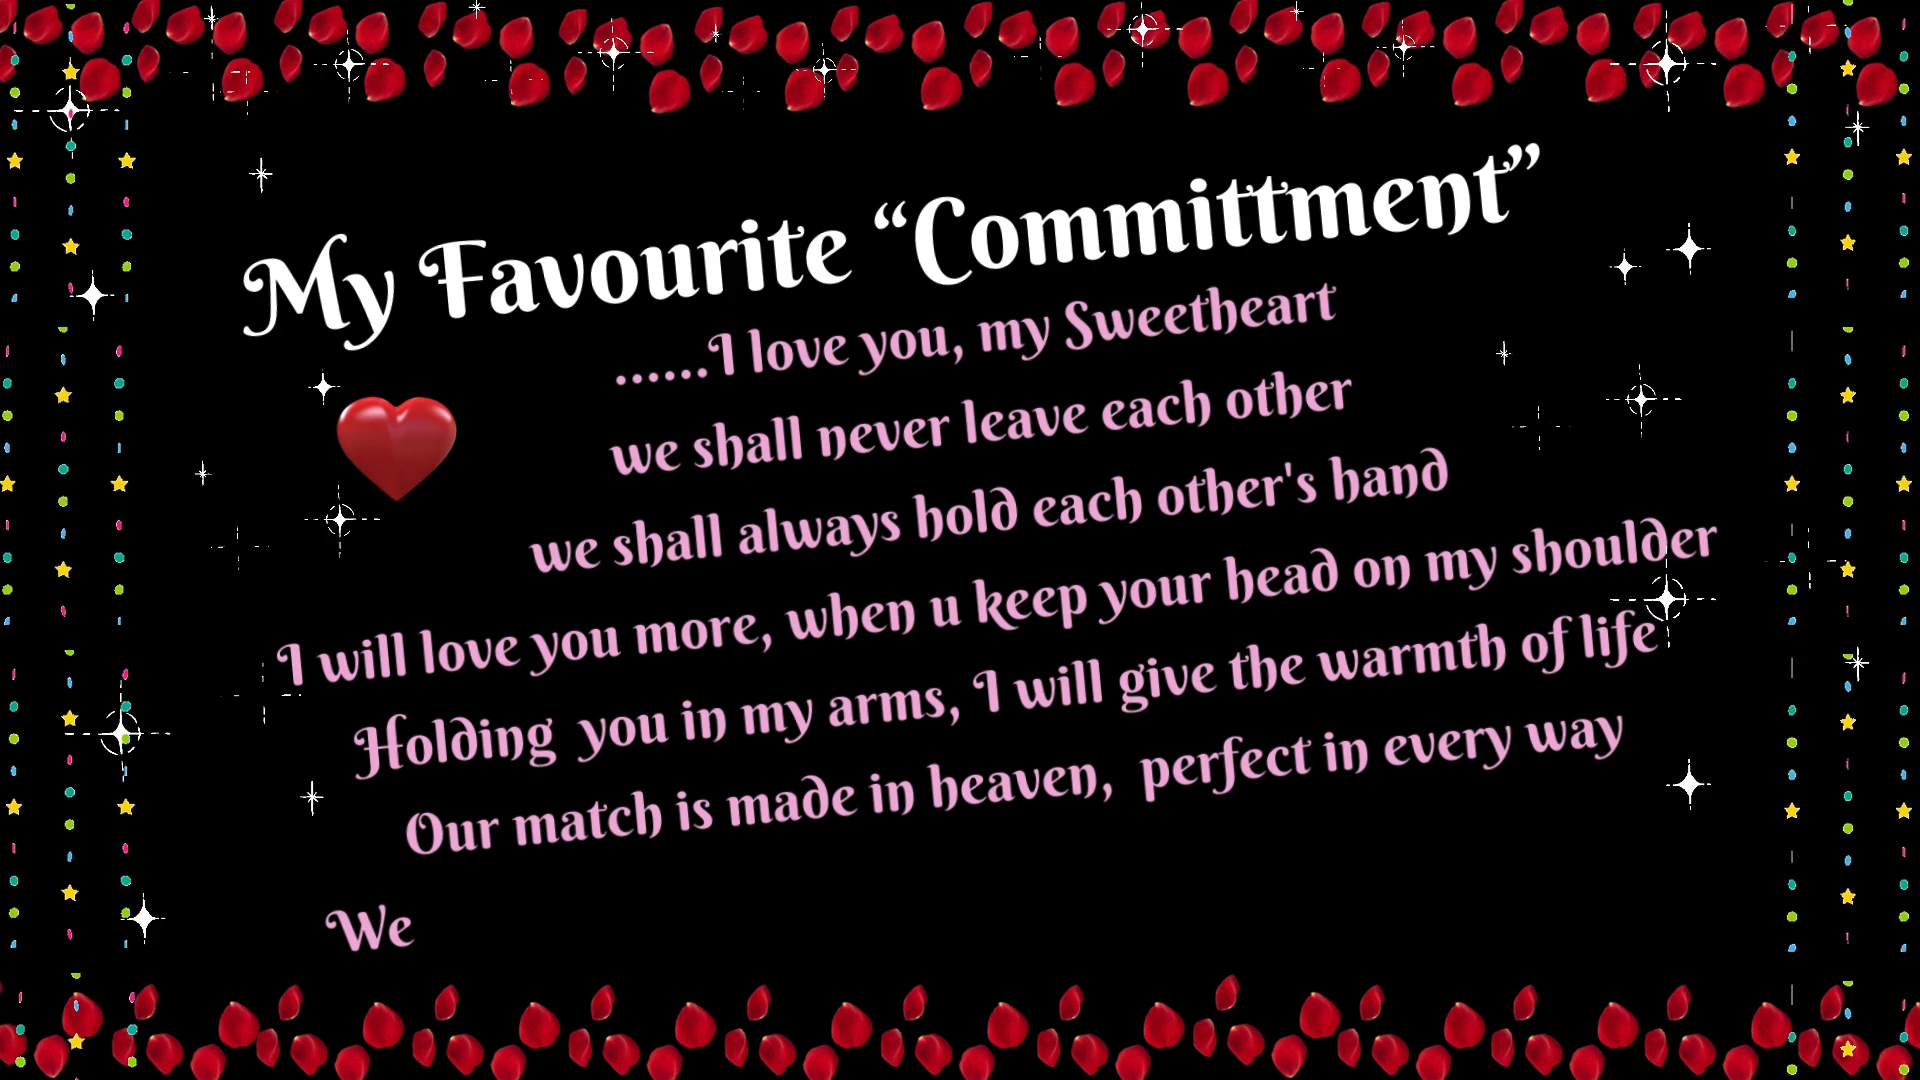 My Favourite “Committment”
......I love you, my Sweetheart
we shall never leave each other
we shall always hold each other's hand
I will love you more, when u keep your head on my shoulder
Holding you in my arms, I will give the warmth of life
Our match is made in heaven, perfect in every way
We